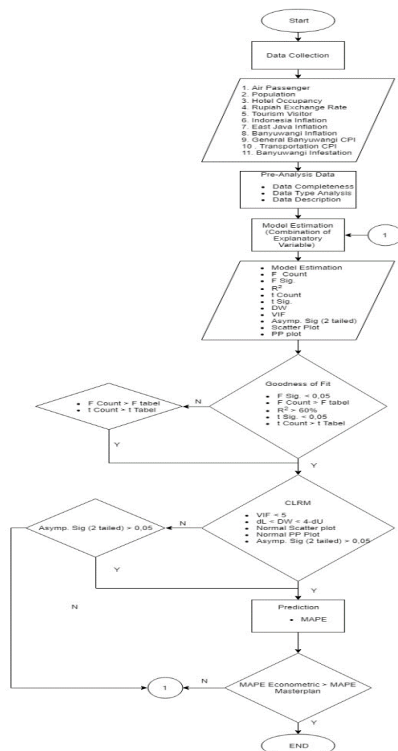 Start
Data Collection
1. Air Passenger
2. Population
3. Hotel Occupancy
4. Rupiah Exchange Rate
5. Tourism Visitor
6. Indonesia Inflation
7. East Java Inflation
8. Banyuwangi Inflation
9. General Banyuwangi CPI
10 . Transportation CPI
11. Banyuwangi Infestation
Pre-Analysis Data
• Data Completeness
• Data Type Analysis
• Data Description
Model Estimation
(Combination of
Explanatory
Variable)
1
• Model Estimation
• F Count
• F Sig.
• R²
• t Count
• t Sig.
• DW
• VIF
• Asymp. Sig (2 tailed)
• Scatter Plot
• PP plot
Goodness of Fit
• F Sig. < 0,05
• F Count > F tabel
• R² > 60%
• t Sig. < 0,05
• t Count > t Tabel
N
• F Count > F tabel
• t Count > t Tabel
Y
Y
CLRM
• VIF < 5
• dL < DW < 4-dU
• Normal Scatter plot
• Normal PP Plot
• Asymp. Sig (2 tailed) > 0,05
N
Asymp. Sig (2 tailed) > 0,05
Y
Y
N
Prediction
• MAPE
MAPE Econometric > MAPE
Masterplan
N
1
Y
END